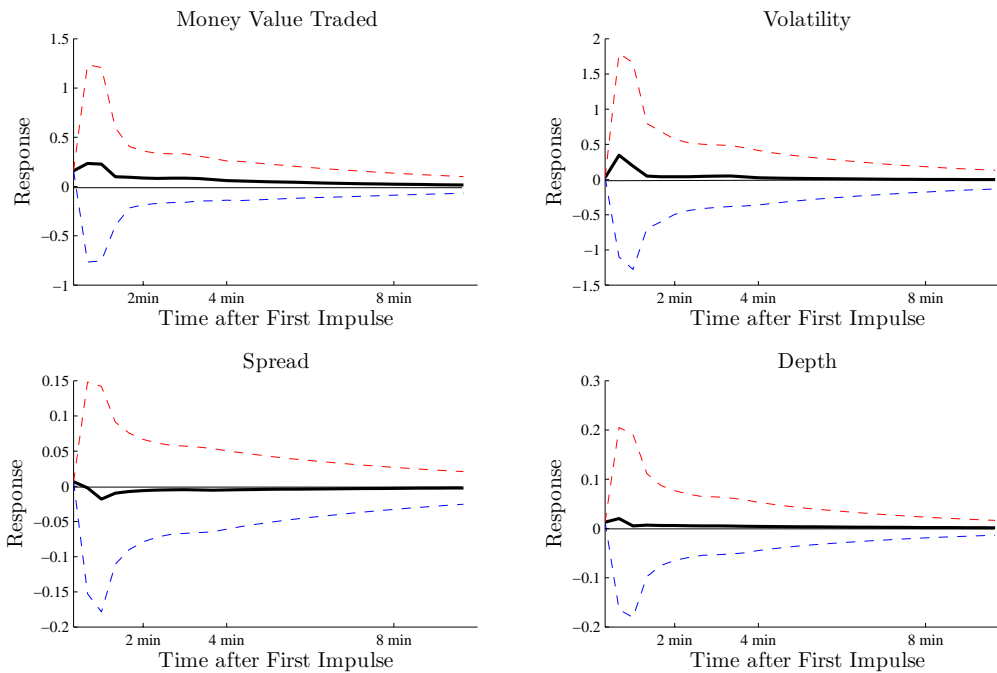 Money Value Traded
1.5
1
0.5
0
−0.5
−1
Response
2min 4 min 8 min
Time after First Impulse
Volatility
2
1.5
1
0.5
0
−0.5
−1
−1.5
Response
2 min 4 min 8 min
Time after First Impulse
Spread
0.15
0.1
0.05
0
−0.05
−0.1
−0.15
−0.2
Response
2 min 4 min 8 min
Time after First Impulse
Depth
0.3
0.2
0.1
0
−0.1
−0.2
Response
2 min 4 min 8 min
Time after First Impulse